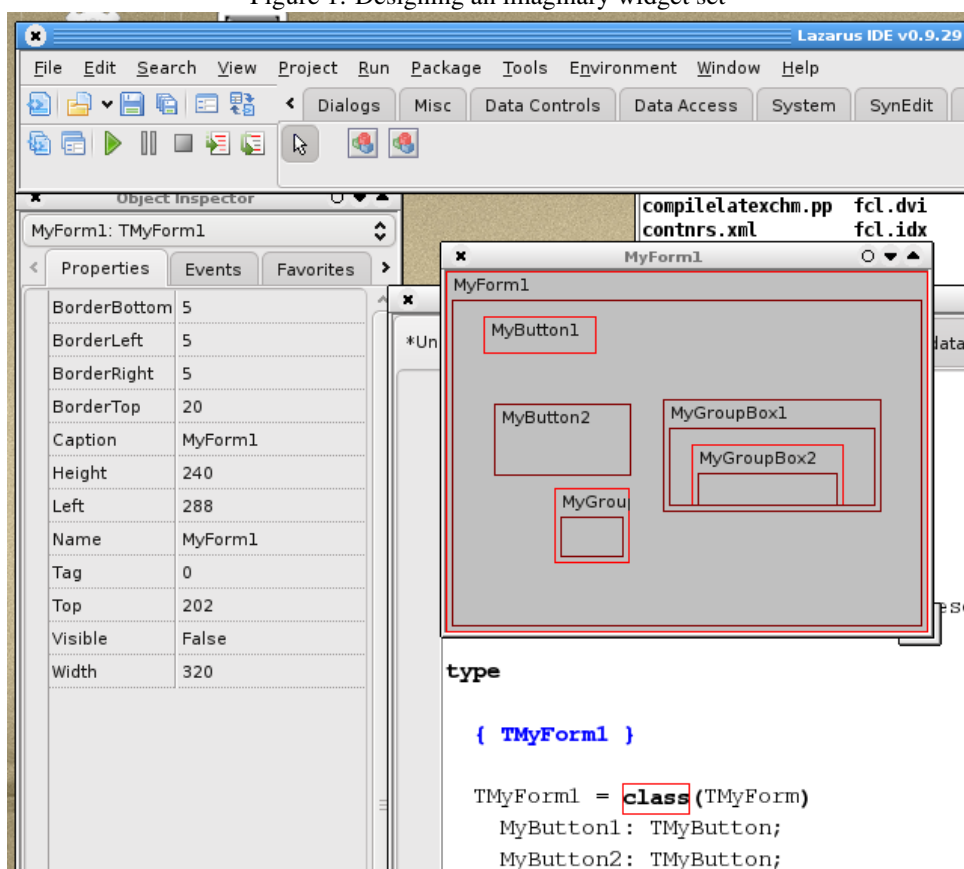 Figure 1: Designing an imaginary widget set
Lazarus IDE v0.9.29
File Edit Search View Project Run Package Tools Environment Window Help
Dialogs Misc Data Controls Data Access System SynEdit
Object Inspector
MyForm1: TMyForm1
Properties Events Favorites
BorderBottom 5
BorderLeft 5
BorderRight 5
BorderTop 20
Caption MyForm1
Height 240
Left 288
Name MyForm1
Tag 0
Top 202
Visible False
Width 320
compilelatexchm.pp fcl.dvi
contnrs.xml fcl.idx
MyForm1
MyForm1
MyButton1
MyButton2
MyGroupBox1
MyGroupBox2
MyGrou
*Un
data
type
{ TMyForm1 }
TMyForm1 = class(TMyForm)
MyButton1: TMyButton;
MyButton2: TMyButton;